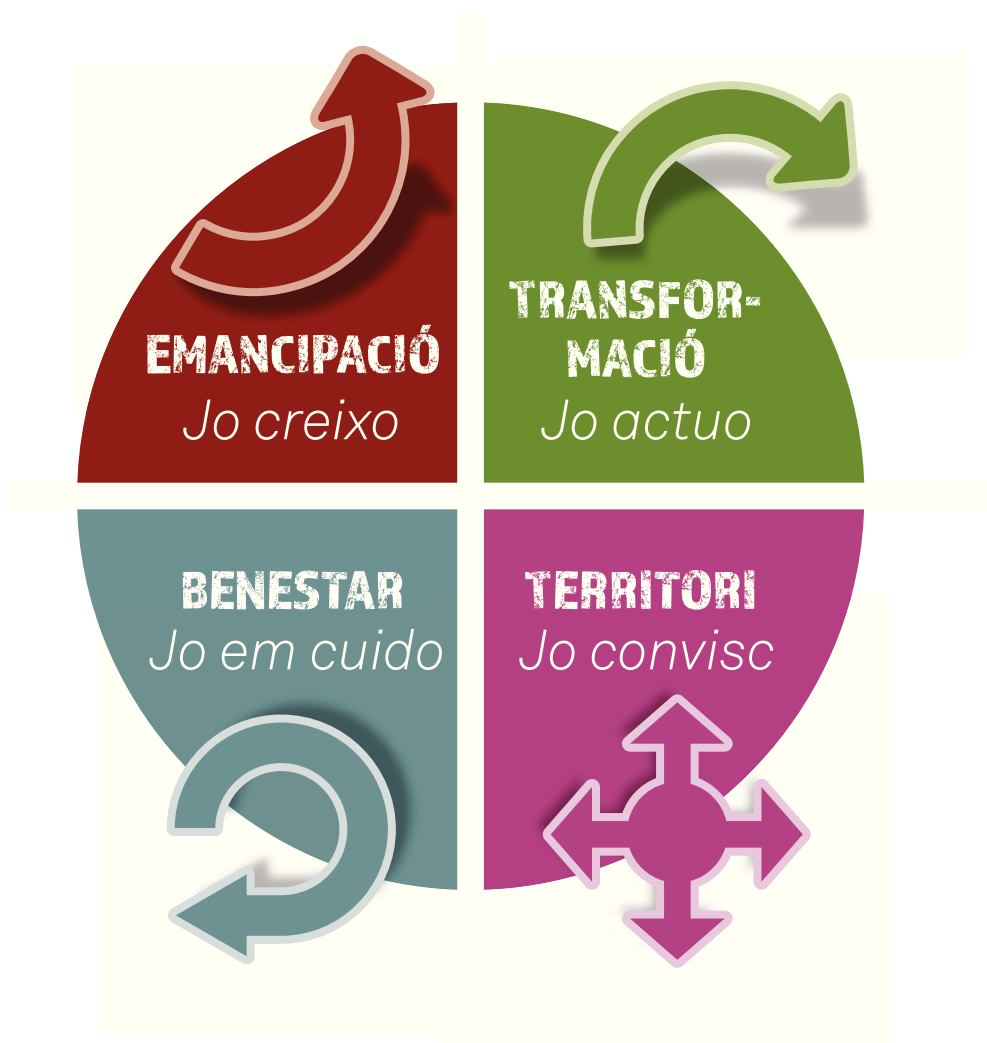 EMANCIPACIÓ
Jo creixo
TRANSFOR-
MACIÓ
Jo actuo
BENESTAR
Jo em cuido
TERRITORI
Jo convisc